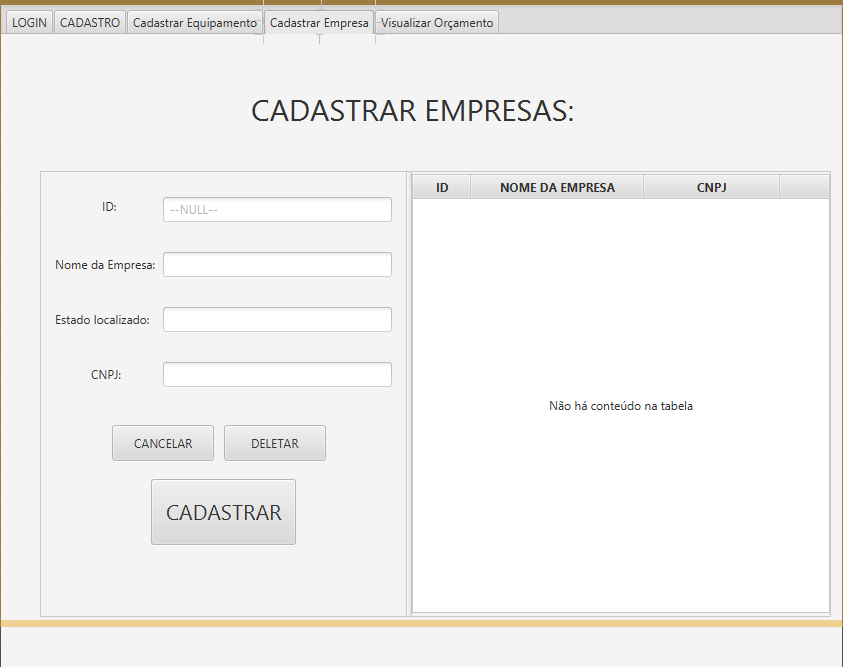 LOGIN CADASTRO Cadastrar Equipamento Cadastrar Empresa Visualizar Orçamento
CADASTRAR EMPRESAS:
ID: --NULL--
Nome da Empresa:
Estado localizado:
CNPJ:
CANCELAR DELETAR
CADASTRAR
ID NOME DA EMPRESA CNPJ
Não há conteúdo na tabela